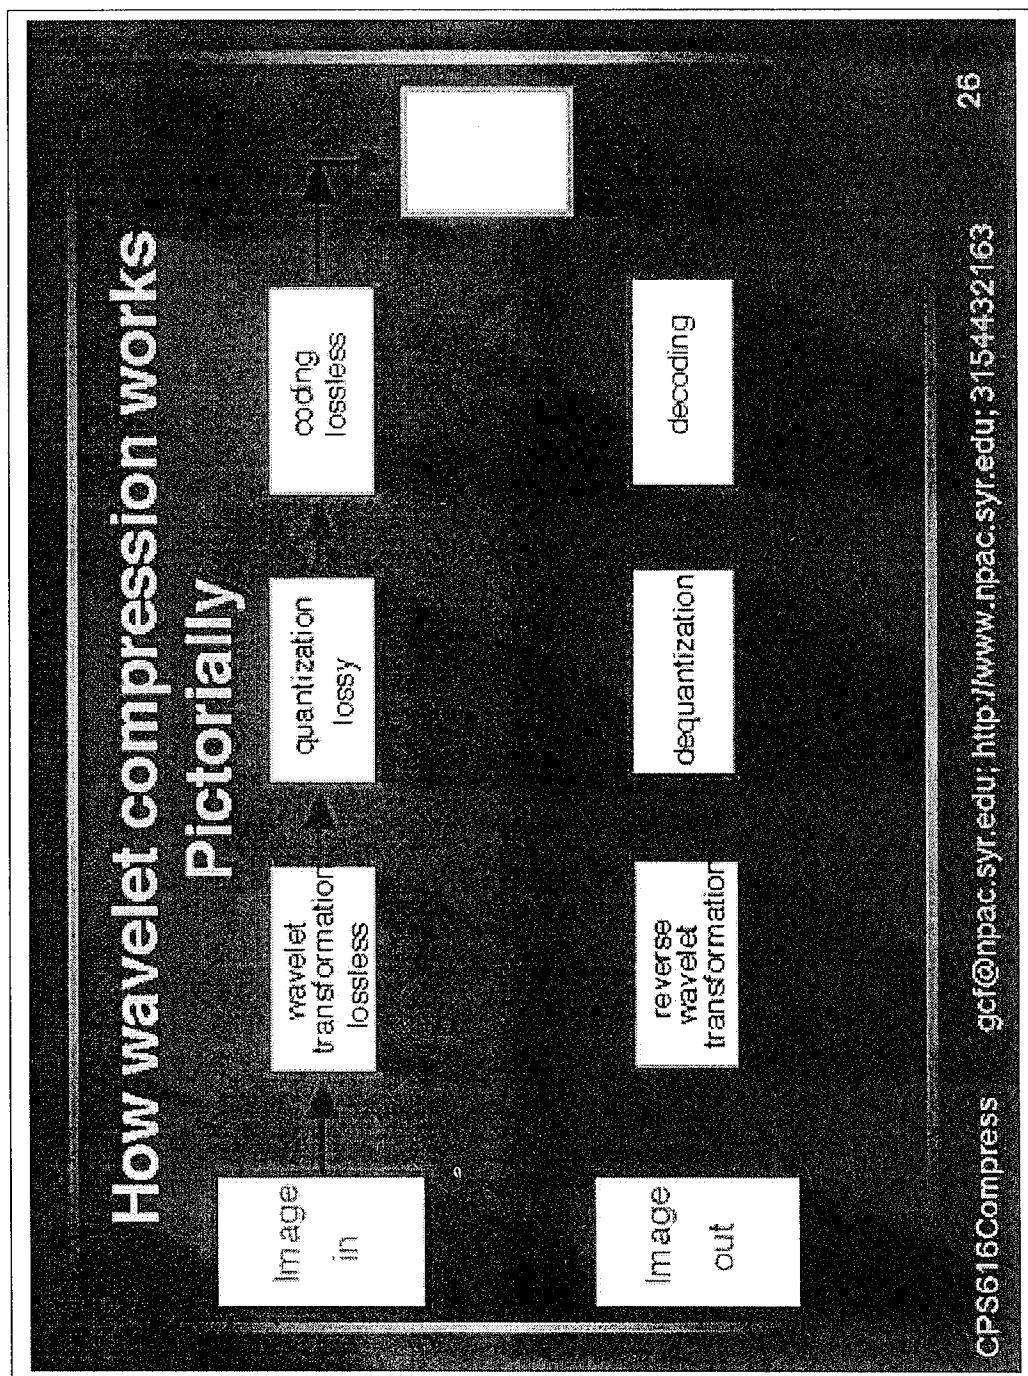 How wavelet compression works
Pictorially
Image
in
wavelet
transformation
lossless
quantization
lossy
coding
lossless
Image
out
reverse
wavelet
transformation
dequantization
decoding
CPS616Compress gcf@npac.syr.edu; http://www.npac.syr.edu; 3154432163 26